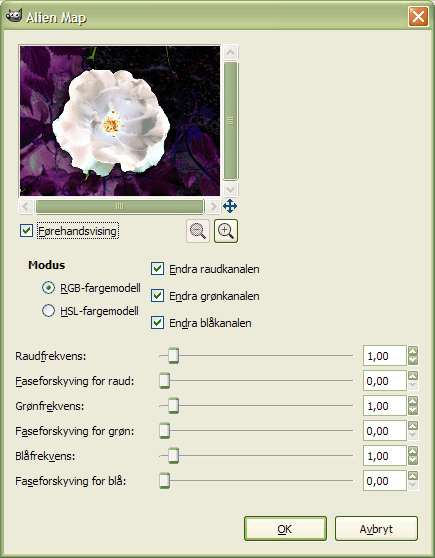 Alien Map
Førehandsvising
Modus
RGB-fargemodell
HSL-fargemodell
Endra raudkanalen
Endra grønkanalen
Endra blåkanalen
Raudfrekvens: 1,00
Faseforskyving for raud: 0,00
Grønfrekvens: 1,00
Faseforskyving for grøn: 0,00
Blåfrekvens: 1,00
Faseforskyving for blå: 0,00
OK Avbryt